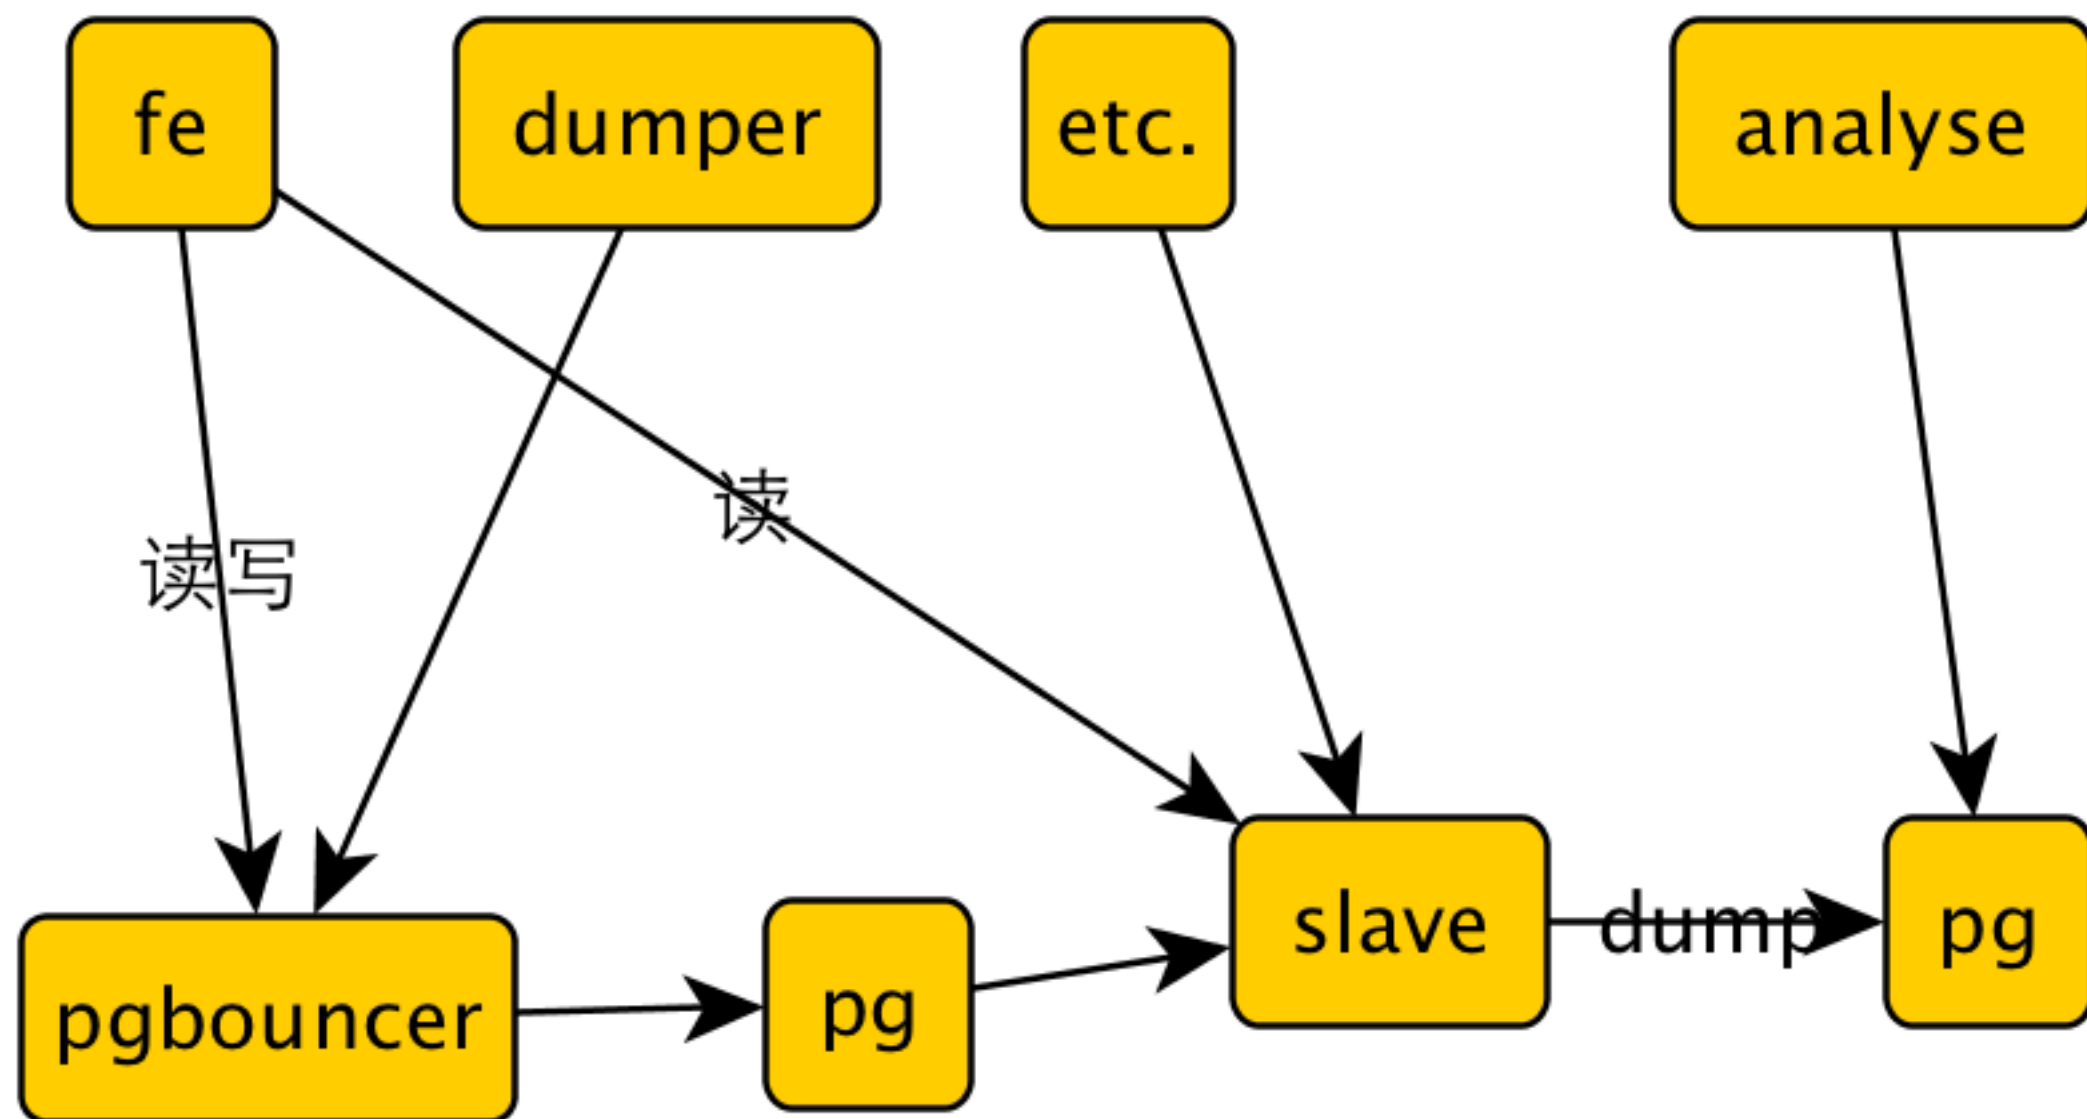 fe
dumper
etc.
analyse
读
读写
slave
dump
pg
pgbouncer
pg